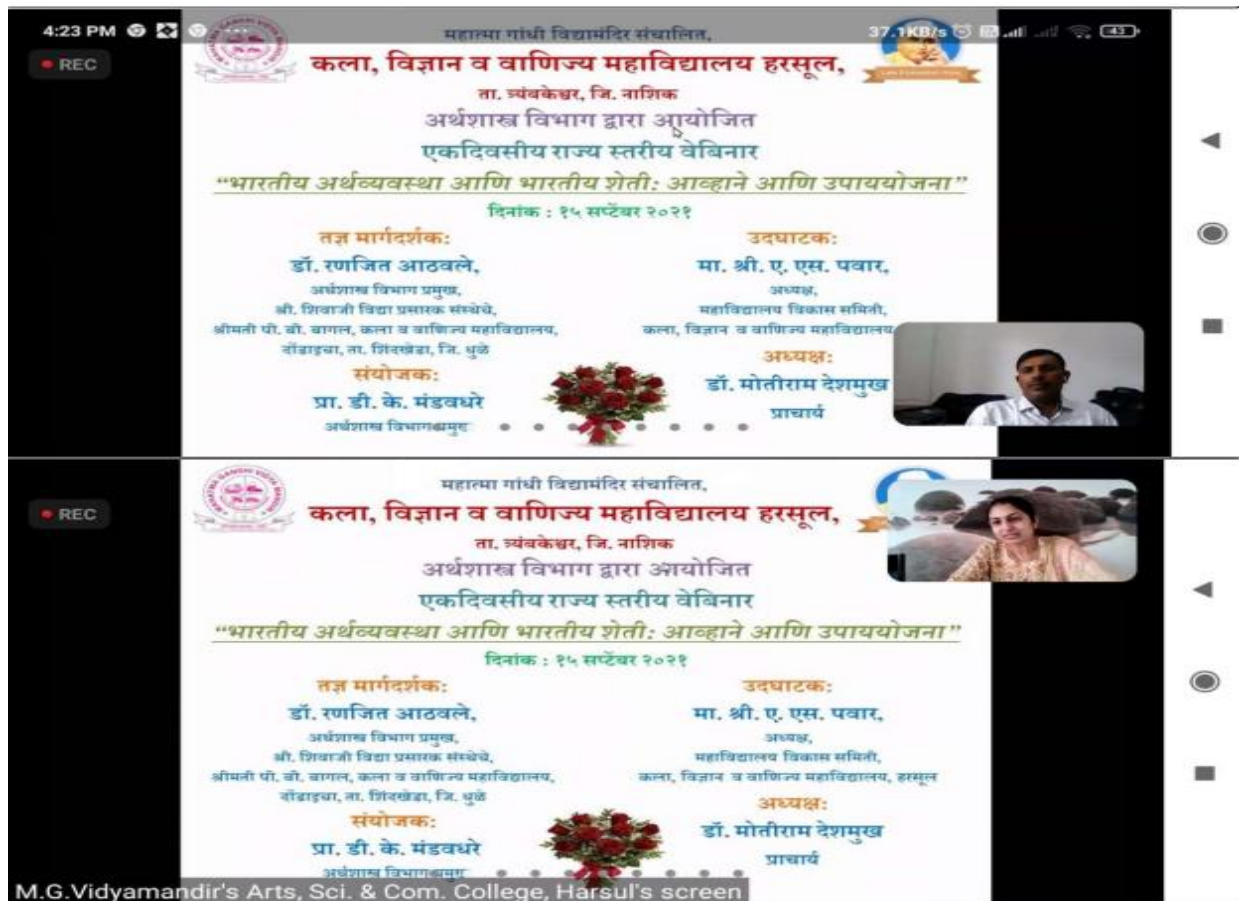 4:23 PM
37.1KB/s
43
REC
महात्मा गांधी विद्यामंदिर संचालित,
कला, विज्ञान व वाणिज्य महाविद्यालय हरसूल,
ता. त्र्यंबकेश्वर, जि. नाशिक
अर्थशास्त्र विभाग द्वारा आयोजित
एकदिवसीय राज्य स्तरीय वेबिनार
“भारतीय अर्थव्यवस्था आणि भारतीय शेती: आव्हाने आणि उपाययोजना”
दिनांक : १५ सप्टेंबर २०२१
तज्ञ मार्गदर्शक:
डॉ. रणजित आठवले,
अर्थशास्त्र विभाग प्रमुख,
श्री. शिवाजी विद्या प्रसारक संस्थेचे,
श्रीमती पी. बी. बागल, कला व वाणिज्य महाविद्यालय,
दोंडाइचा, ता. शिंदखेडा, जि. धुळे
संयोजक:
प्रा. डी. के. मंडवधरे
अर्थशास्त्र विभाग
उदघाटक:
मा. श्री. ए. एस. पवार,
अध्यक्ष,
महाविद्यालय विकास समिती,
कला, विज्ञान व वाणिज्य महाविद्यालय
अध्यक्ष:
डॉ. मोतीराम देशमुख
प्राचार्य
REC
महात्मा गांधी विद्यामंदिर संचालित,
कला, विज्ञान व वाणिज्य महाविद्यालय हरसूल,
ता. त्र्यंबकेश्वर, जि. नाशिक
अर्थशास्त्र विभाग द्वारा आयोजित
एकदिवसीय राज्य स्तरीय वेबिनार
“भारतीय अर्थव्यवस्था आणि भारतीय शेती: आव्हाने आणि उपाययोजना”
दिनांक : १५ सप्टेंबर २०२१
तज्ञ मार्गदर्शक:
डॉ. रणजित आठवले,
अर्थशास्त्र विभाग प्रमुख,
श्री. शिवाजी विद्या प्रसारक संस्थेचे,
श्रीमती पी. बी. बागल, कला व वाणिज्य महाविद्यालय,
दोंडाइचा, ता. शिंदखेडा, जि. धुळे
संयोजक:
प्रा. डी. के. मंडवधरे
अर्थशास्त्र विभाग
उदघाटक:
मा. श्री. ए. एस. पवार,
अध्यक्ष,
महाविद्यालय विकास समिती,
कला, विज्ञान व वाणिज्य महाविद्यालय, हरसूल
अध्यक्ष:
डॉ. मोतीराम देशमुख
प्राचार्य
M.G.Vidyamandir's Arts, Sci. & Com. College, Harsul's screen